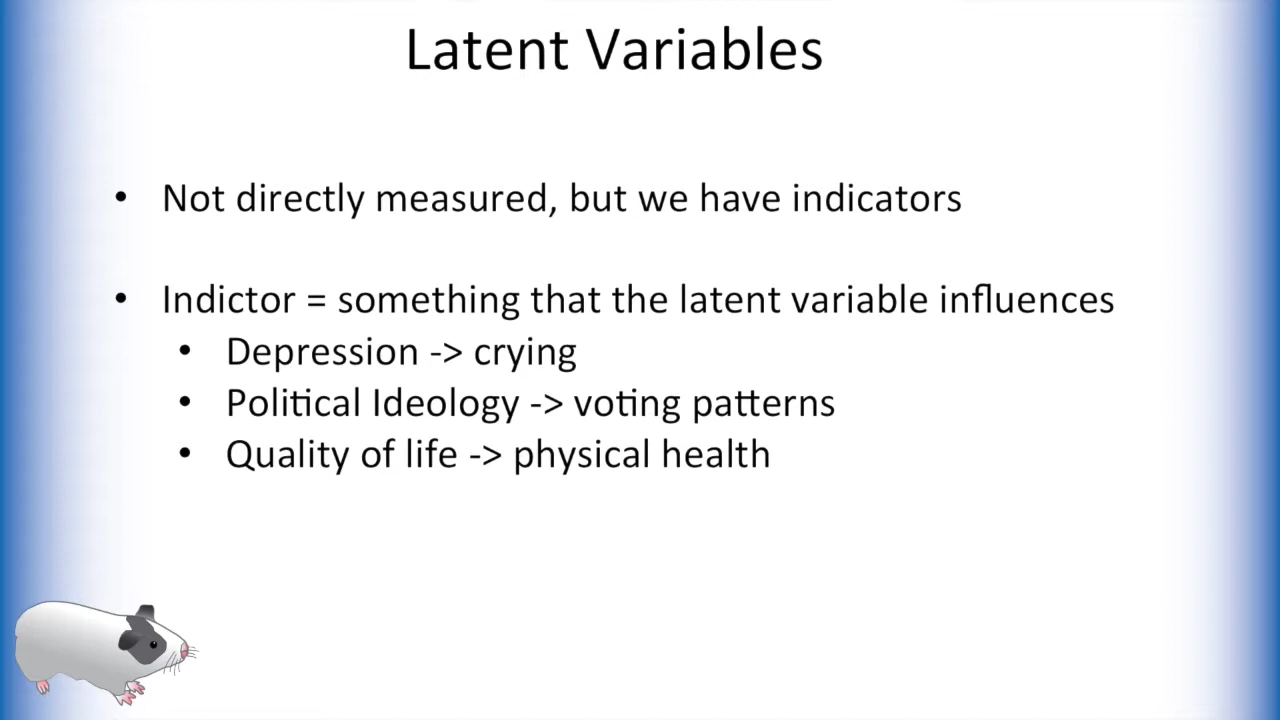 Latent Variables
• Not directly measured, but we have indicators
• Indictor = something that the latent variable influences
• Depression -> crying
• Political Ideology -> voting patterns
• Quality of life -> physical health